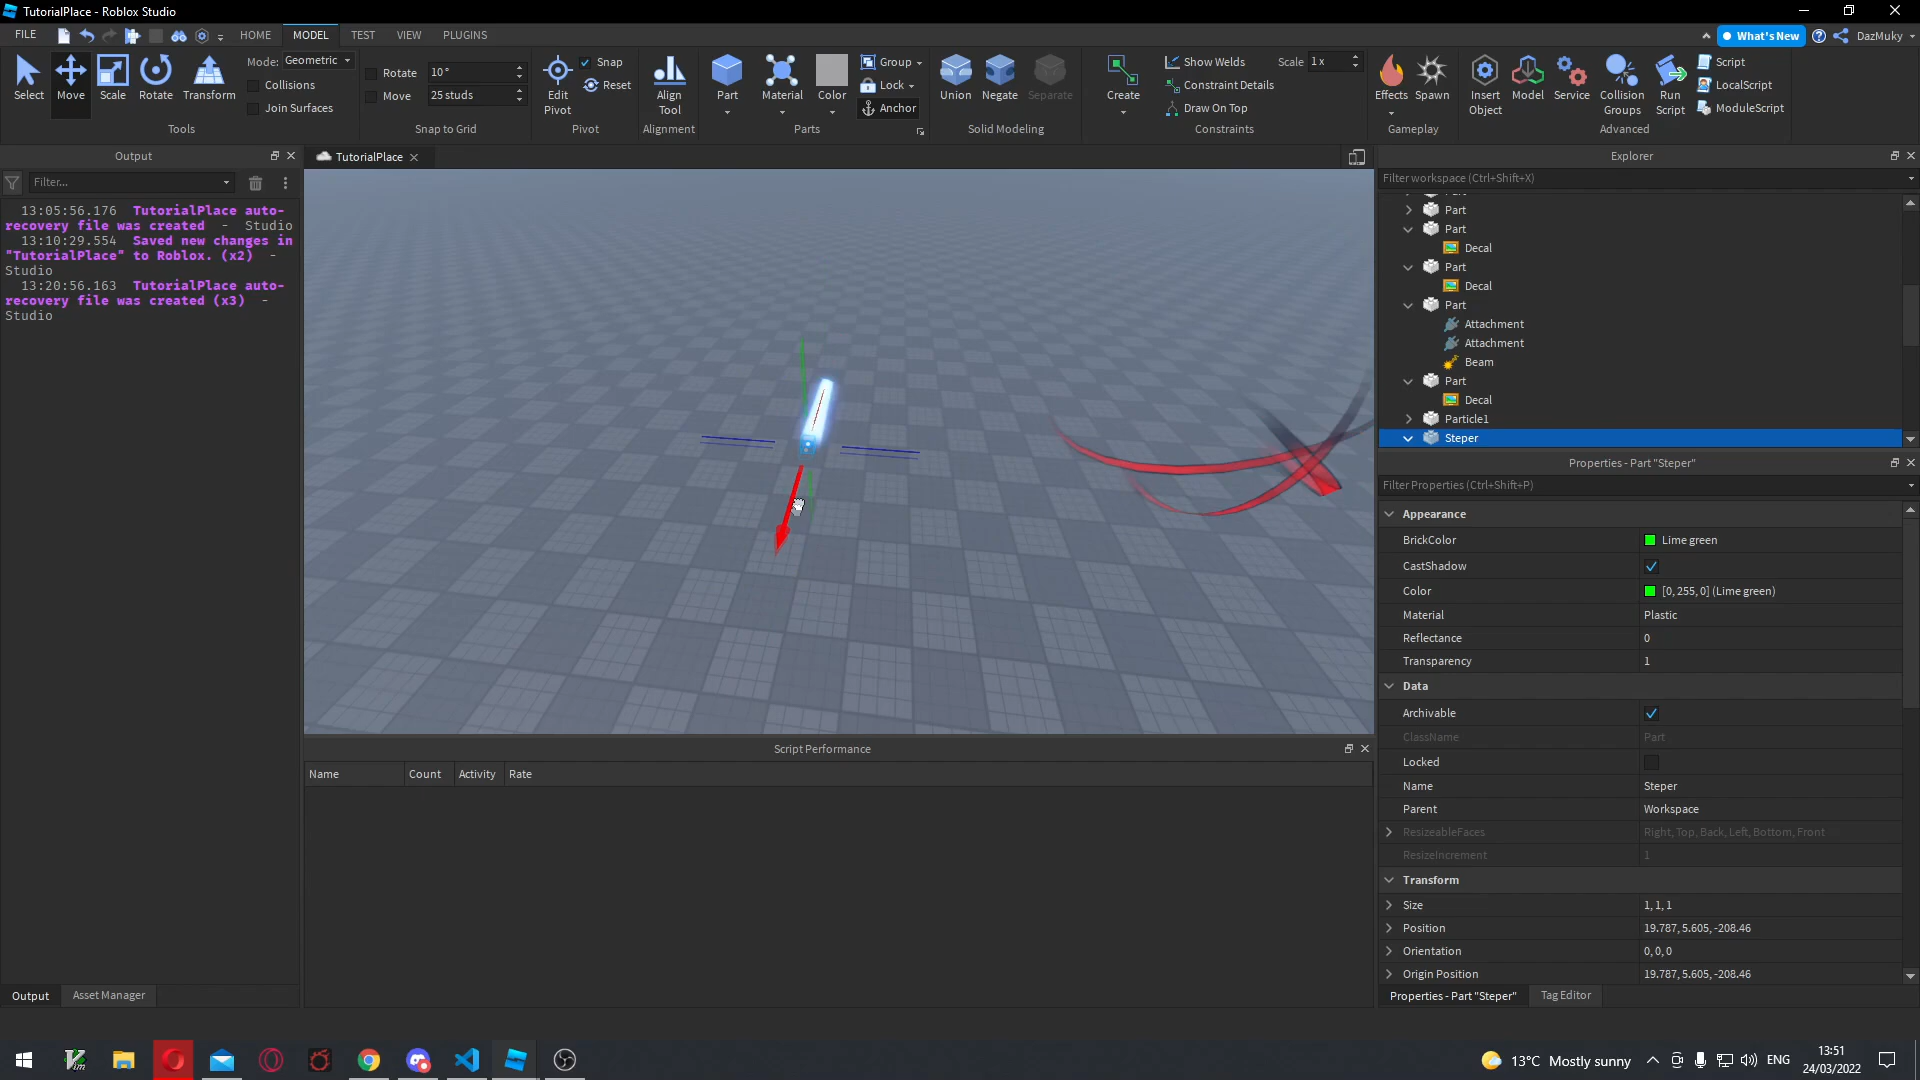 TutorialPlace - Roblox Studio
FILE
HOME
MODEL
TEST
VIEW
PLUGINS
What's New
DazMuky
Select
Move
Scale
Rotate
Transform
Mode: Geometric
Collisions
Join Surfaces
Tools
Rotate 10 °
Move 25 studs
Snap to Grid
Edit
Pivot
Snap
Reset
Pivot
Align
Tool
Alignment
Part
Material
Color
Group
Lock
Anchor
Parts
Union
Negate
Separate
Solid Modeling
Create
Show Welds
Scale 1 x
Constraint Details
Draw On Top
Constraints
Effects
Spawn
Gameplay
Insert
Object
Model
Service
Collision
Groups
Run
Script
Script
LocalScript
ModuleScript
Advanced
Output
Filter...
13:05:56.176 TutorialPlace auto-
recovery file was created - Studio
13:10:29.554 Saved new changes in
"TutorialPlace" to Roblox. (x2) -
Studio
13:20:56.163 TutorialPlace auto-
recovery file was created (x3) -
Studio
Output
Asset Manager
TutorialPlace
Script Performance
Name
Count
Activity
Rate
Explorer
Filter workspace (Ctrl+Shift+X)
Part
Part
Decal
Part
Decal
Part
Attachment
Attachment
Beam
Part
Decal
Particle1
Steper
Properties - Part "Steper"
Filter Properties (Ctrl+Shift+P)
Appearance
BrickColor Lime green
CastShadow
Color [0, 255, 0] (Lime green)
Material Plastic
Reflectance 0
Transparency 1
Data
Archivable
ClassName Part
Locked
Name Steper
Parent Workspace
ResizeableFaces Right, Top, Back, Left, Bottom, Front
ResizeIncrement 1
Transform
Size 1, 1, 1
Position 19.787, 5.605, -208.46
Orientation 0, 0, 0
Origin Position 19.787, 5.605, -208.46
Properties - Part "Steper"
Tag Editor
13°C Mostly sunny
ENG
13:51
24/03/2022